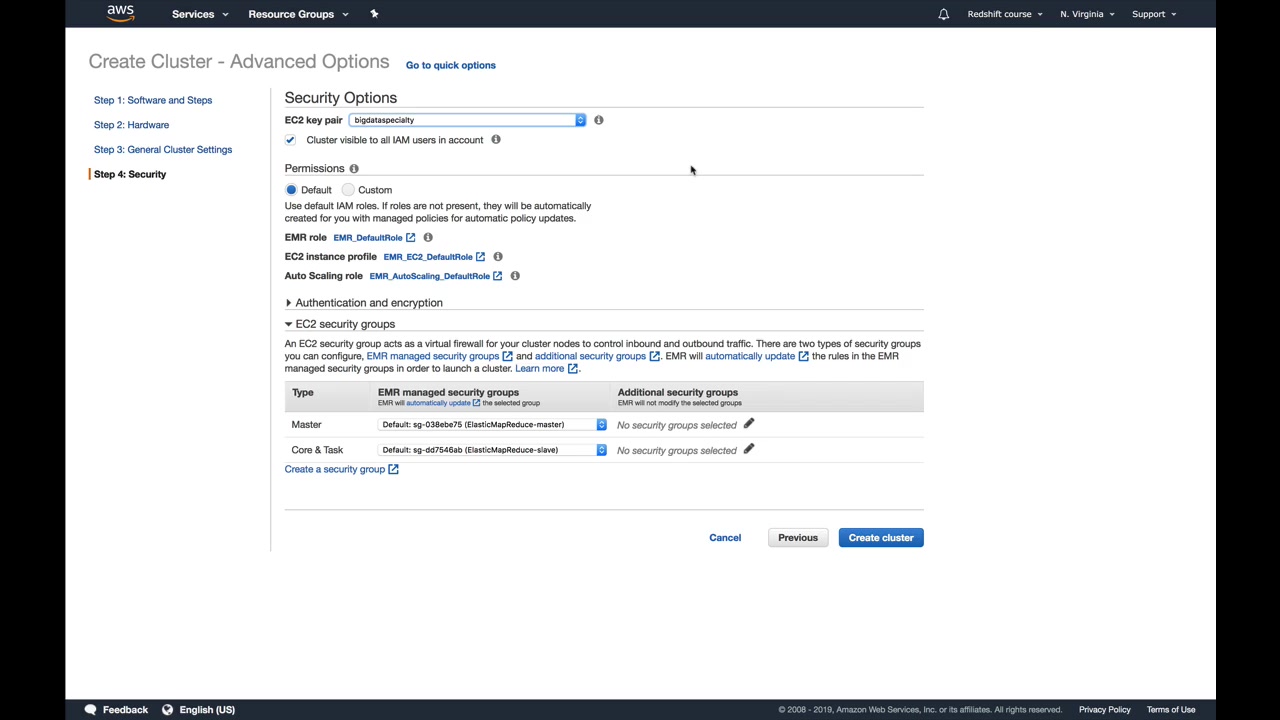 aws Services Resource Groups Redshift course N. Virginia Support
Create Cluster - Advanced Options Go to quick options
Step 1: Software and Steps
Step 2: Hardware
Step 3: General Cluster Settings
Step 4: Security
Security Options
EC2 key pair bigdataspecialty
Cluster visible to all IAM users in account
Permissions
Default Custom
Use default IAM roles. If roles are not present, they will be automatically
created for you with managed policies for automatic policy updates.
EMR role EMR_DefaultRole
EC2 instance profile EMR_EC2_DefaultRole
Auto Scaling role EMR_AutoScaling_DefaultRole
Authentication and encryption
EC2 security groups
An EC2 security group acts as a virtual firewall for your cluster nodes to control inbound and outbound traffic. There are two types of security groups
you can configure, EMR managed security groups and additional security groups. EMR will automatically update the rules in the EMR
managed security groups in order to launch a cluster. Learn more.
Type EMR managed security groups Additional security groups
EMR will automatically update the selected group EMR will not modify the selected groups
Master Default: sg-038ebe75 (ElasticMapReduce-master) No security groups selected
Core & Task Default: sg-dd7546ab (ElasticMapReduce-slave) No security groups selected
Create a security group
Cancel Previous Create cluster
Feedback English (US) © 2008 - 2019, Amazon Web Services, Inc. or its affiliates. All rights reserved. Privacy Policy Terms of Use